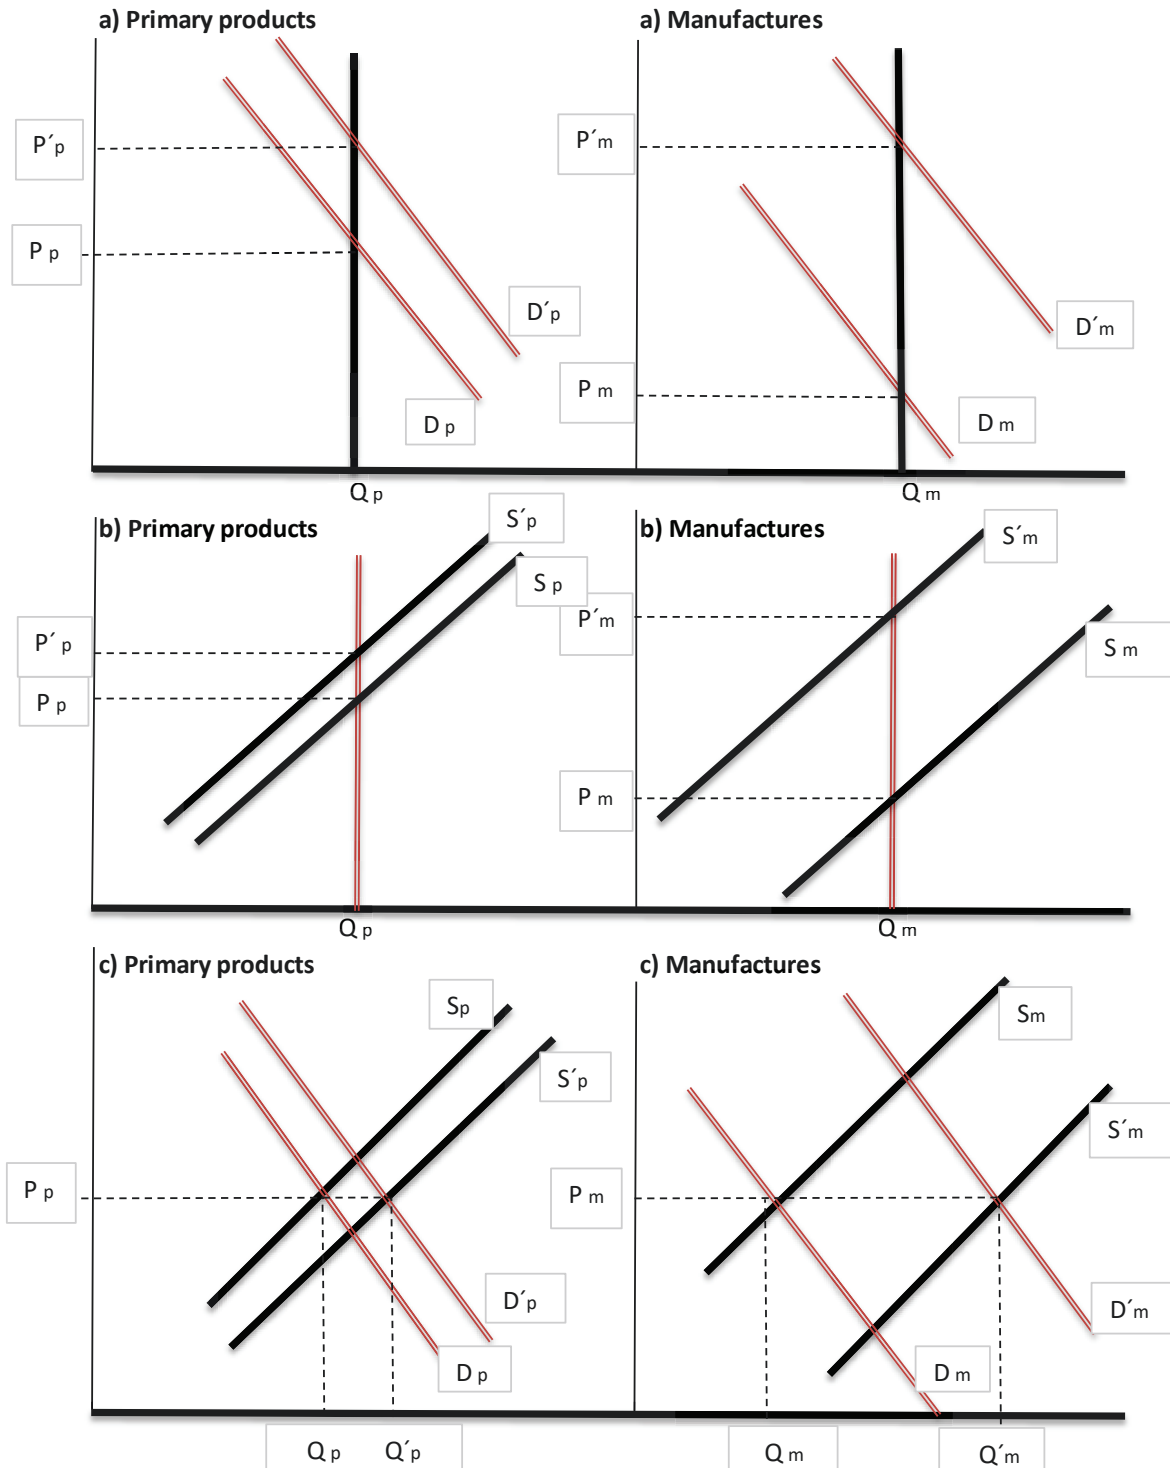 a) Primary products
a) Manufactures
P´p
P´m
P p
D´p
D´m
P m
D p
D m
Q p
Q m
b) Primary products
S´p
b) Manufactures
S´m
S p
P´m
P´p
S m
P p
P m
Q p
Q m
c) Primary products
c) Manufactures
Sp
Sm
S´p
S´m
P p
P m
D´p
D´m
D p
D m
Q p
Q´p
Q m
Q´m